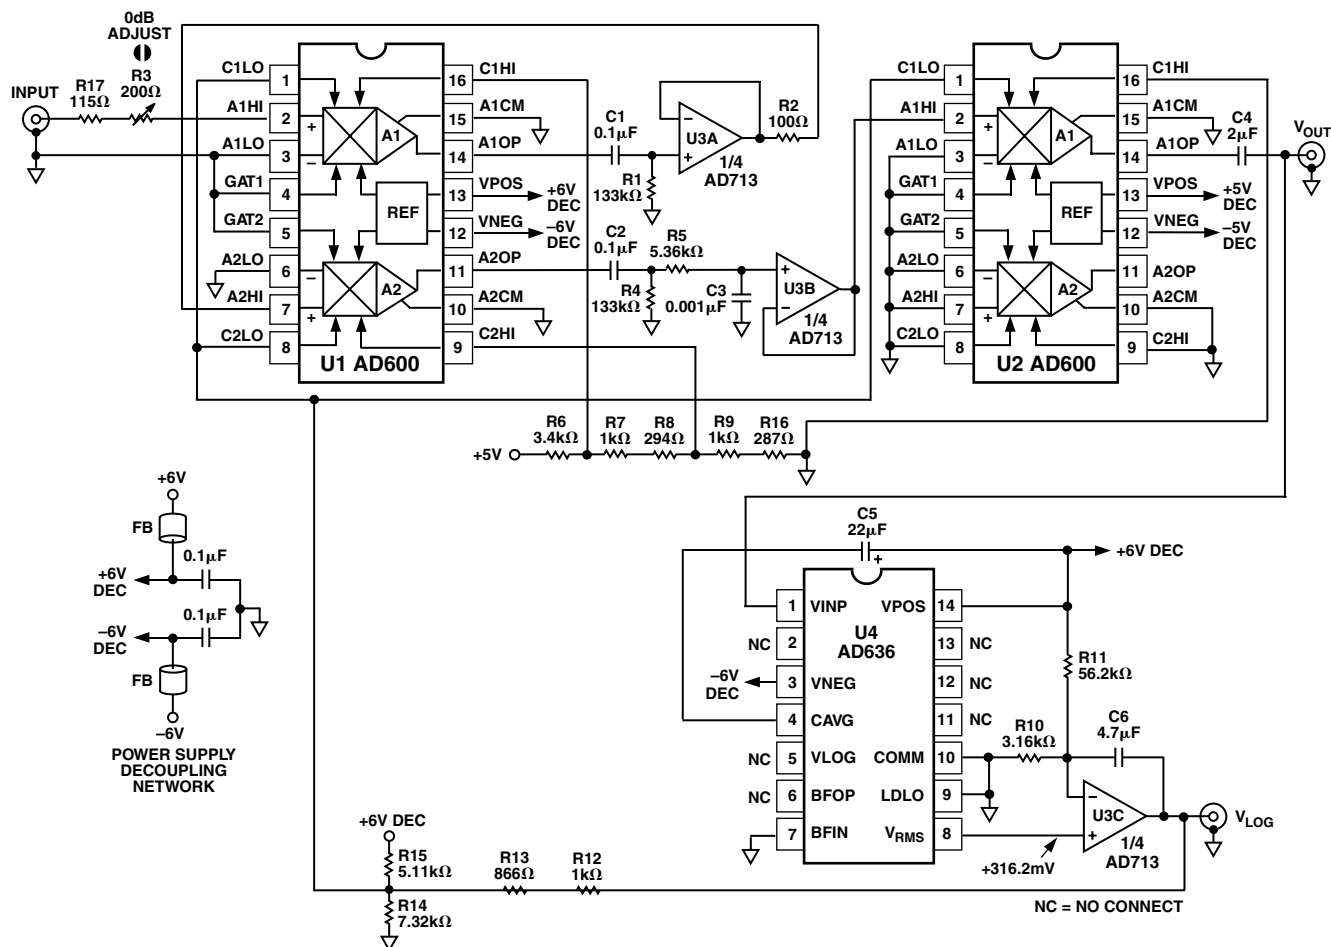 0dB
ADJUST
INPUT
R17
115Ω
R3
200Ω
C1LO
1
A1HI
2
A1LO
3
GAT1
4
GAT2
5
A2LO
6
A2HI
7
C2LO
8
+
–
A1
REF
–
+
A2
U1 AD600
16
C1HI
15
A1CM
14
A1OP
13
VPOS
+6V
DEC
12
VNEG
–6V
DEC
11
A2OP
10
A2CM
9
C2HI
C1
0.1μF
R1
133kΩ
–
+
U3A
1/4
AD713
R2
100Ω
C2
0.1μF
R5
5.36kΩ
R4
133kΩ
C3
0.001μF
+
–
U3B
1/4
AD713
C1LO
1
A1HI
2
A1LO
3
GAT1
4
GAT2
5
A2LO
6
A2HI
7
C2LO
8
+
–
A1
REF
–
+
A2
U2 AD600
16
C1HI
15
A1CM
14
A1OP
13
VPOS
+5V
DEC
12
VNEG
–5V
DEC
11
A2OP
10
A2CM
9
C2HI
C4
2μF
VOUT
+5V
R6
3.4kΩ
R7
1kΩ
R8
294Ω
R9
1kΩ
R16
287Ω
+6V
FB
0.1μF
+6V
DEC
0.1μF
–6V
DEC
FB
–6V
POWER SUPPLY
DECOUPLING
NETWORK
C5
22μF
+
+6V DEC
1
VINP
NC
2
–6V
DEC
3
VNEG
4
CAVG
NC
5
VLOG
NC
6
BFOP
7
BFIN
U4
AD636
VPOS
14
13
NC
12
NC
11
NC
COMM
10
LDLO
9
VRMS
8
R11
56.2kΩ
R10
3.16kΩ
C6
4.7μF
–
+
U3C
1/4
AD713
+316.2mV
VLOG
+6V DEC
R15
5.11kΩ
R14
7.32kΩ
R13
866Ω
R12
1kΩ
NC = NO CONNECT